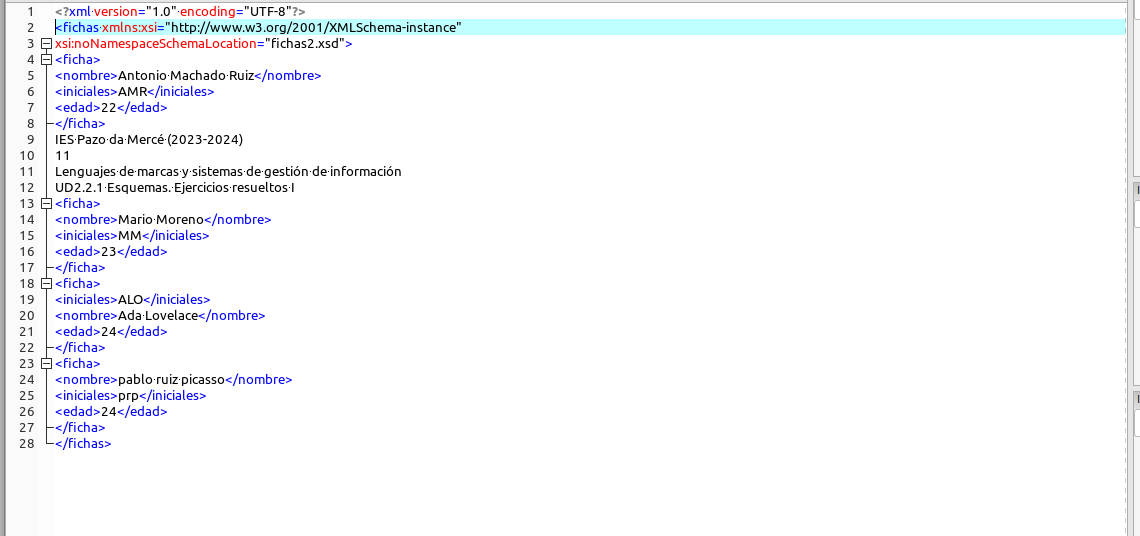 1 <?xml version="1.0" encoding="UTF-8"?>
2 <fichas xmlns:xsi="http://www.w3.org/2001/XMLSchema-instance"
3 xsi:noNamespaceSchemaLocation="fichas2.xsd">
4 <ficha>
5 <nombre>Antonio Machado Ruiz</nombre>
6 <iniciales>AMR</iniciales>
7 <edad>22</edad>
8 </ficha>
9 IES Pazo da Mercé (2023-2024)
10 11
11 Lenguajes de marcas y sistemas de gestión de información
12 UD2.2.1 Esquemas. Ejercicios resueltos I
13 <ficha>
14 <nombre>Mario Moreno</nombre>
15 <iniciales>MM</iniciales>
16 <edad>23</edad>
17 </ficha>
18 <ficha>
19 <iniciales>ALO</iniciales>
20 <nombre>Ada Lovelace</nombre>
21 <edad>24</edad>
22 </ficha>
23 <ficha>
24 <nombre>pablo ruiz picasso</nombre>
25 <iniciales>prp</iniciales>
26 <edad>24</edad>
27 </ficha>
28 </fichas>